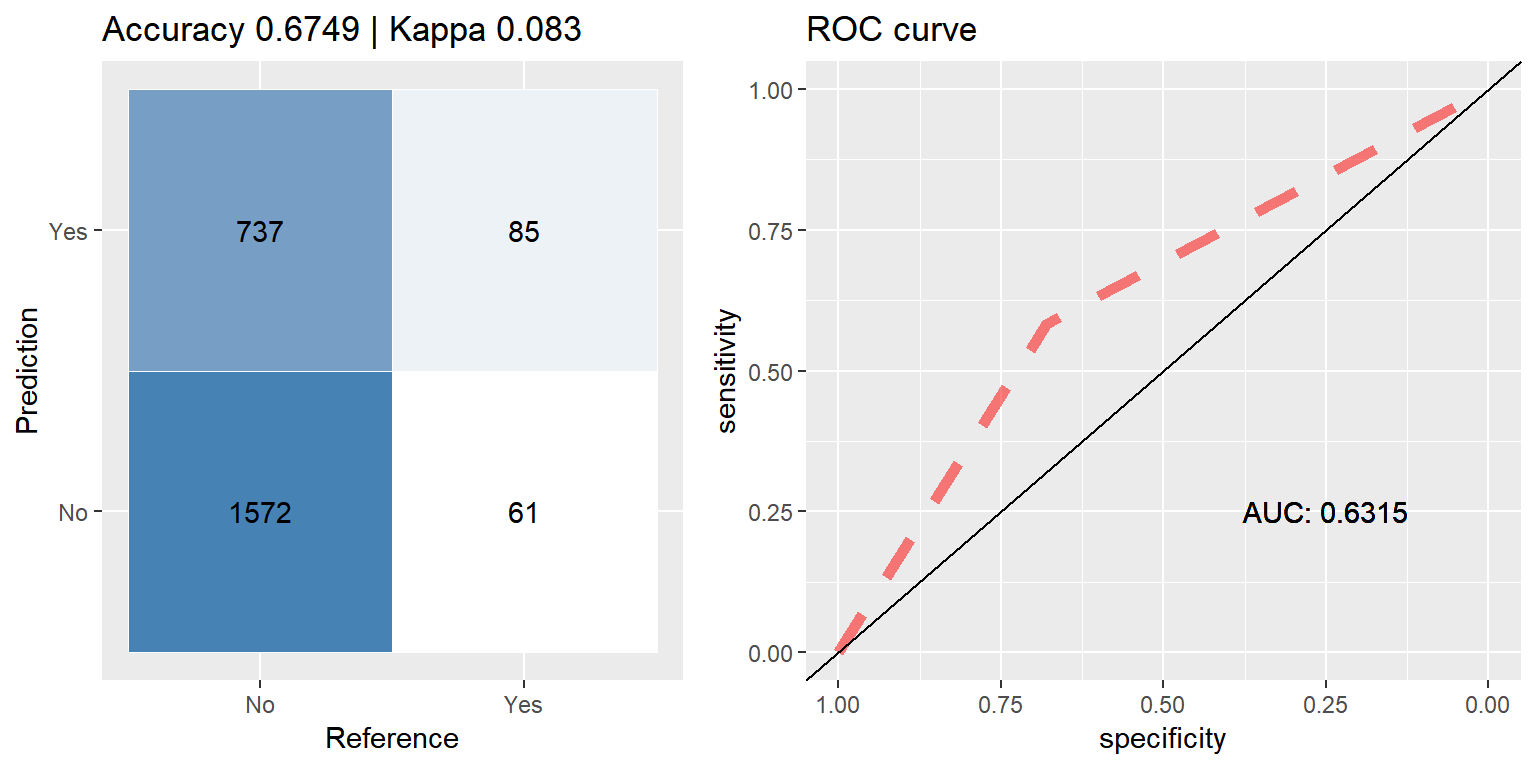 Accuracy 0.6749 | Kappa 0.083
Prediction
Yes
No
737
85
1572
61
No
Yes
Reference
ROC curve
sensitivity
1.00
0.75
0.50
0.25
0.00
AUC: 0.6315
1.00
0.75
0.50
0.25
0.00
specificity